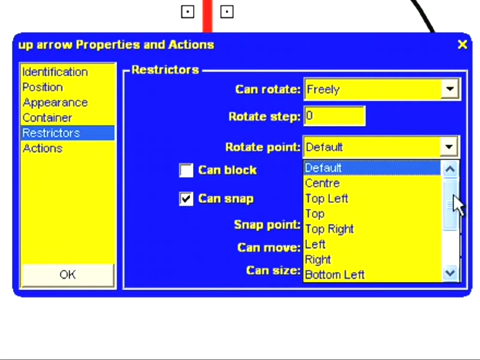 up arrow Properties and Actions
Identification
Position
Appearance
Container
Restrictors
Actions
OK
Restrictors
Can rotate: Freely
Rotate step: 0
Rotate point: Default
Can block
Can snap
Snap point:
Can move:
Can size:
Default
Centre
Top Left
Top
Top Right
Left
Right
Bottom Left